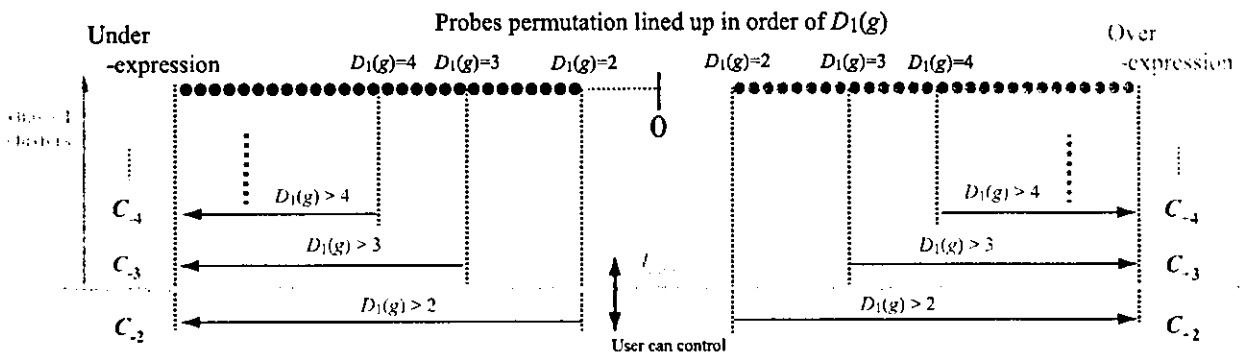 Probes permutation lined up in order of D₁(g)
Under
-expression
Over
-expression
D₁(g)=4 D₁(g)=3 D₁(g)=2
D₁(g)=2 D₁(g)=3 D₁(g)=4
0
D₁(g) > 4
D₁(g) > 4
C₋₄
C₋₄
D₁(g) > 3
D₁(g) > 3
C₋₃
C₋₃
D₁(g) > 2
D₁(g) > 2
C₋₂
C₋₂
User can control